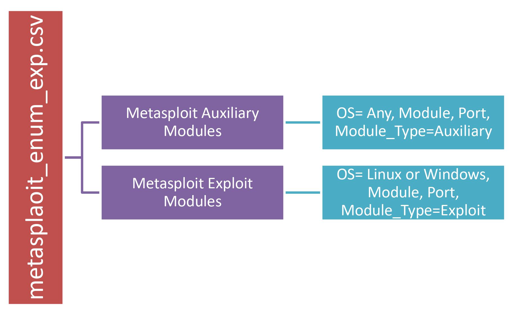 metasplaoit_enum_exp.csv
Metasploit Auxiliary
Modules
OS= Any, Module, Port,
Module_Type=Auxiliary
Metasploit Exploit
Modules
OS= Linux or Windows,
Module, Port,
Module_Type=Exploit